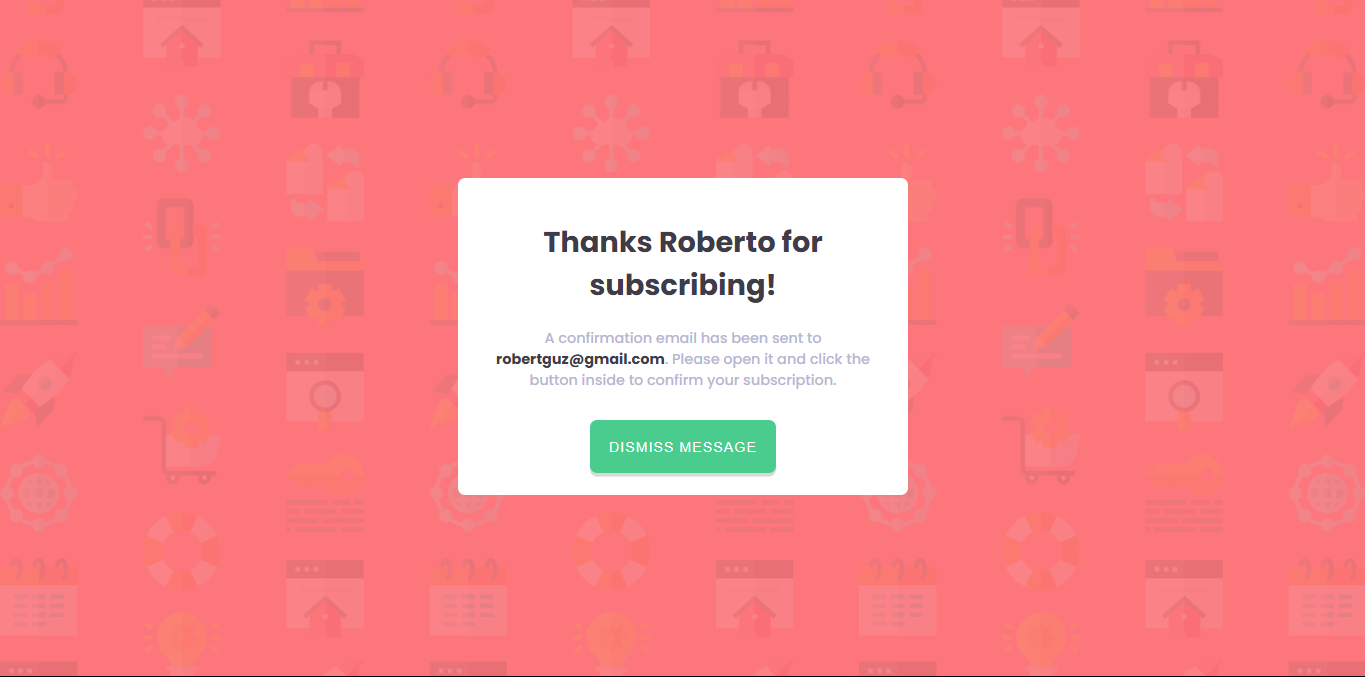 Thanks Roberto for
subscribing!
A confirmation email has been sent to
robertguz@gmail.com. Please open it and click the
button inside to confirm your subscription.
DISMISS MESSAGE